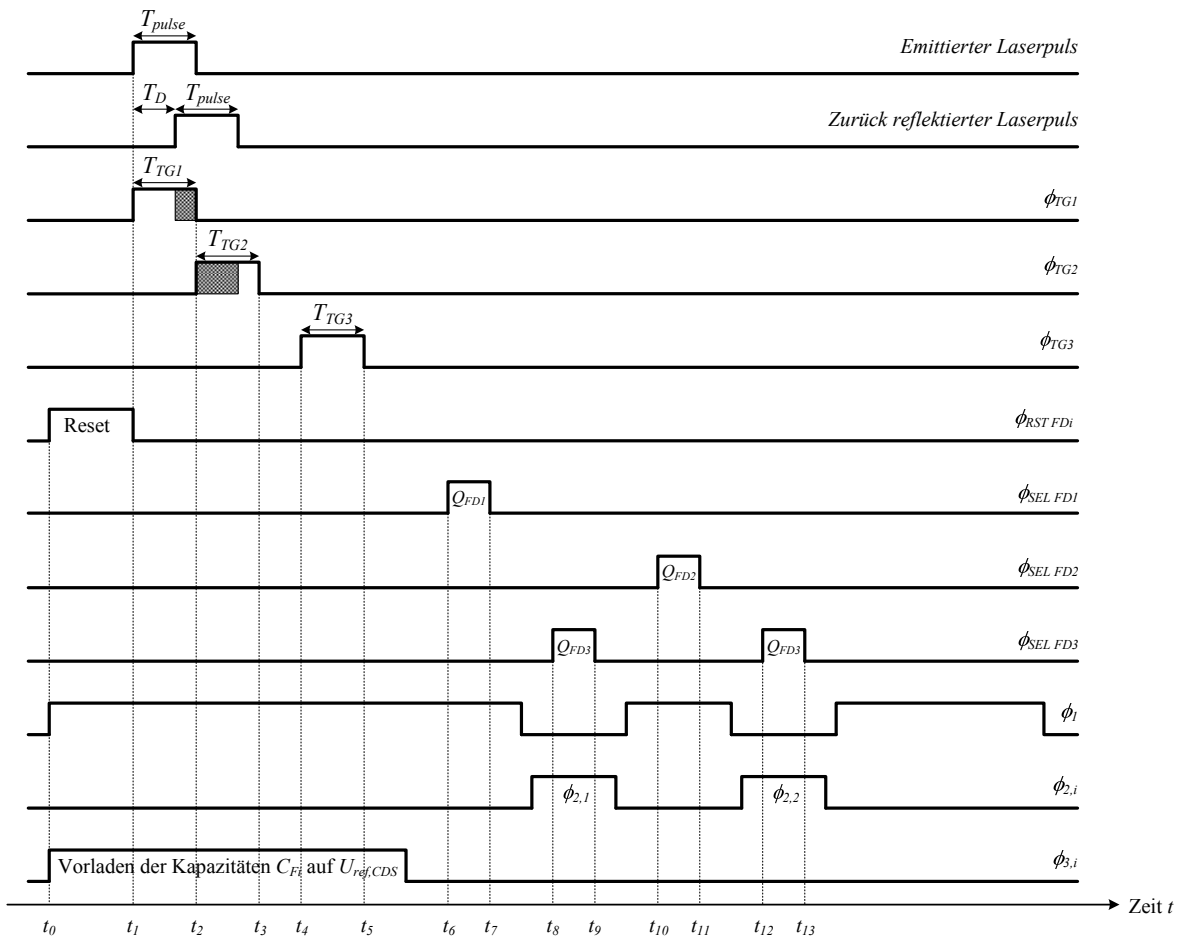 T_pulse
Emittierter Laserpuls
T_D T_pulse
Zurück reflektierter Laserpuls
T_TG1
ϕ_TG1
T_TG2
ϕ_TG2
T_TG3
ϕ_TG3
Reset
ϕ_RST FDi
Q_FD1
ϕ_SEL FD1
Q_FD2
ϕ_SEL FD2
Q_FD3 Q_FD3
ϕ_SEL FD3
ϕ_1
ϕ_2,1 ϕ_2,2
ϕ_2,i
Vorladen der Kapazitäten C_Fi auf U_ref,CDS
ϕ_3,i
Zeit t
t_0 t_1 t_2 t_3 t_4 t_5 t_6 t_7 t_8 t_9 t_10 t_11 t_12 t_13